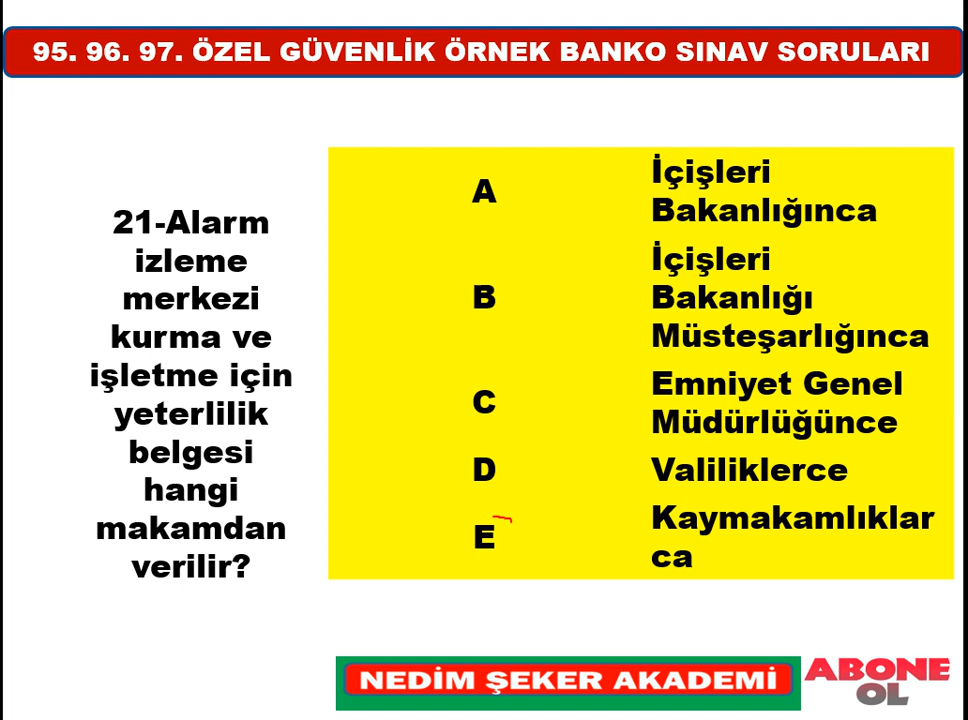 95. 96. 97. ÖZEL GÜVENLİK ÖRNEK BANKO SINAV SORULARI
21-Alarm
izleme
merkezi
kurma ve
işletme için
yeterlilik
belgesi
hangi
makamdan
verilir?
A
İçişleri
Bakanlığınca
B
İçişleri
Bakanlığı
Müsteşarlığınca
C
Emniyet Genel
Müdürlüğünce
D
Valiliklerce
E
Kaymakamlıklar
ca
NEDİM ŞEKER AKADEMİ
ABONE
OL